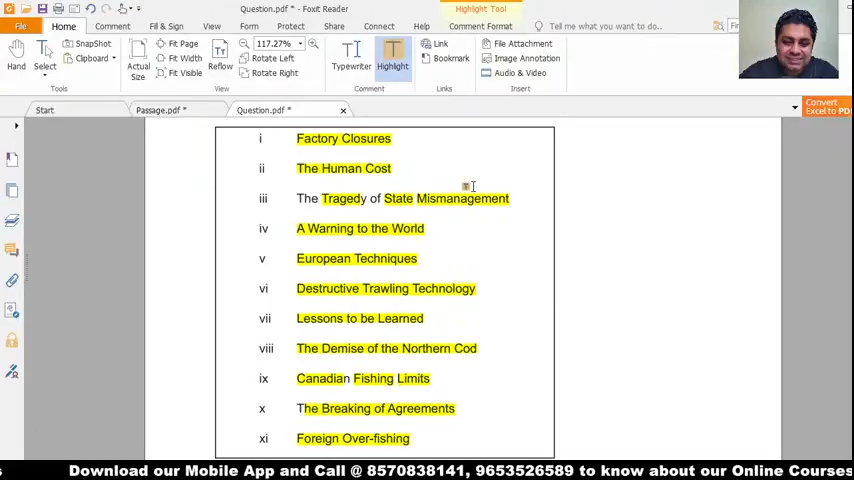 Question.pdf * - Foxit Reader
Highlight Tool
File Home Comment Fill & Sign View Form Protect Share Connect Help Extras Comment Format Tell me what you want to do... Fin
SnapShot Fit Page 117.27% Link File Attachment
Hand Select Clipboard Actual Size Fit Width Reflow Rotate Left Typewriter Highlight Bookmark Image Annotation
Fit Visible Rotate Right Audio & Video
Tools View Comment Links Insert
Start Passage.pdf * Question.pdf * Convert
Excel to PD
i Factory Closures
ii The Human Cost
iii The Tragedy of State Mismanagement
iv A Warning to the World
v European Techniques
vi Destructive Trawling Technology
vii Lessons to be Learned
viii The Demise of the Northern Cod
ix Canadian Fishing Limits
x The Breaking of Agreements
xi Foreign Over-fishing
s Download our Mobile App and Call @ 8570838141, 9653526589 to know about our Online Courses